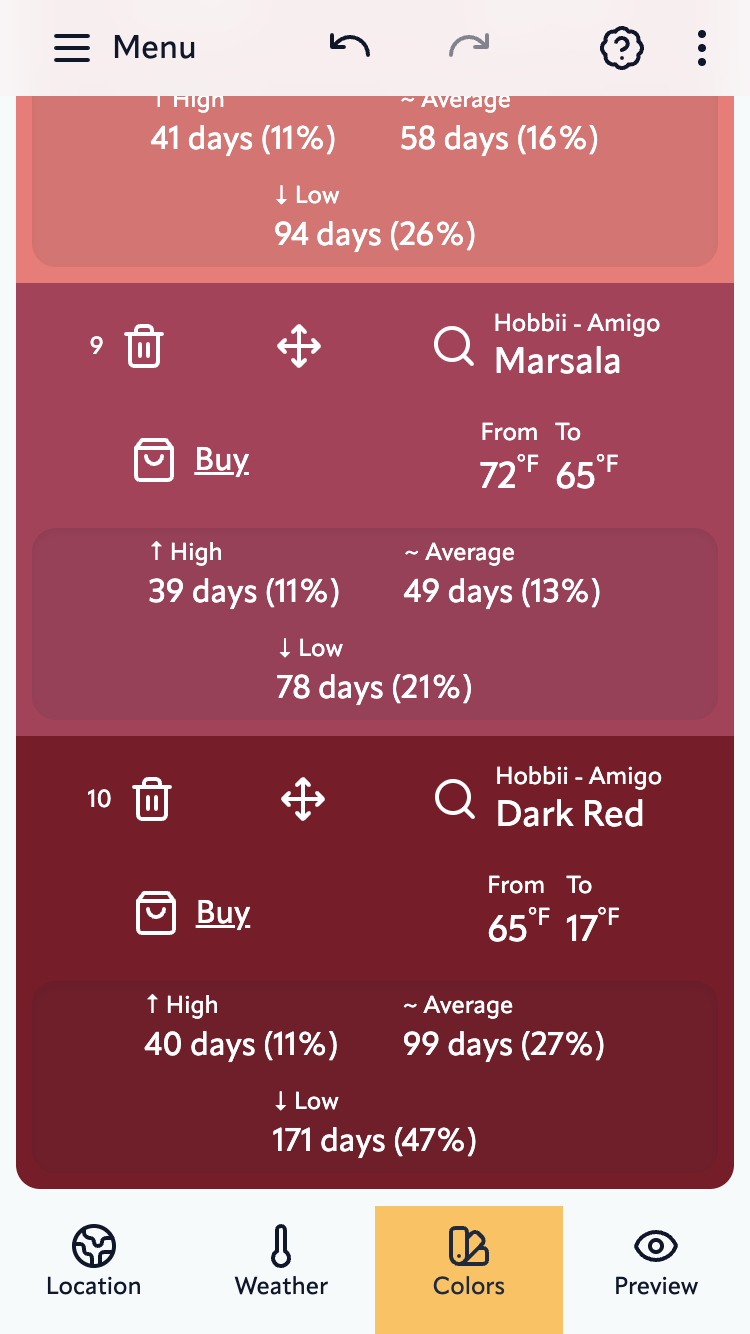 Menu
↑ High ~ Average
41 days (11%) 58 days (16%)
↓ Low
94 days (26%)
9 Hobbii - Amigo
Marsala
Buy From To
72°F 65°F
↑ High ~ Average
39 days (11%) 49 days (13%)
↓ Low
78 days (21%)
10 Hobbii - Amigo
Dark Red
Buy From To
65°F 17°F
↑ High ~ Average
40 days (11%) 99 days (27%)
↓ Low
171 days (47%)
Location Weather Colors Preview